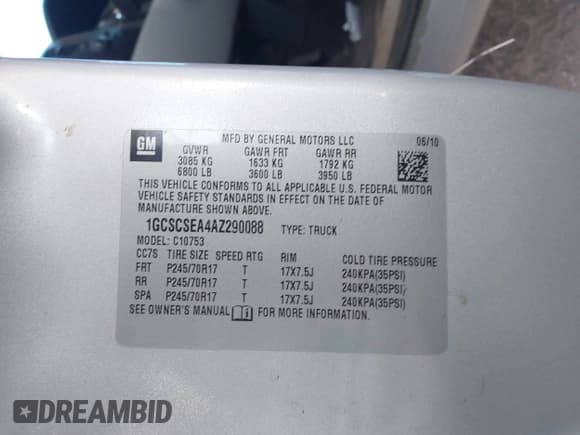 GM
MFD BY GENERAL MOTORS LLC 06/10
GVWR GAWR FRT GAWR RR
3085 KG 1633 KG 1792 KG
6800 LB 3600 LB 3950 LB
THIS VEHICLE CONFORMS TO ALL APPLICABLE U.S. FEDERAL MOTOR
VEHICLE SAFETY STANDARDS IN EFFECT ON THE DATE OF
MANUFACTURE SHOWN ABOVE.
1GCSCSEA4AZ290088 TYPE: TRUCK
MODEL: C10753
CC7S TIRE SIZE SPEED RTG RIM COLD TIRE PRESSURE
FRT P245/70R17 T 17X7.5J 240KPA(35PSI)
RR P245/70R17 T 17X7.5J 240KPA(35PSI)
SPA P245/70R17 T 17X7.5J 240KPA(35PSI)
SEE OWNER'S MANUAL FOR MORE INFORMATION.
DREAMBID